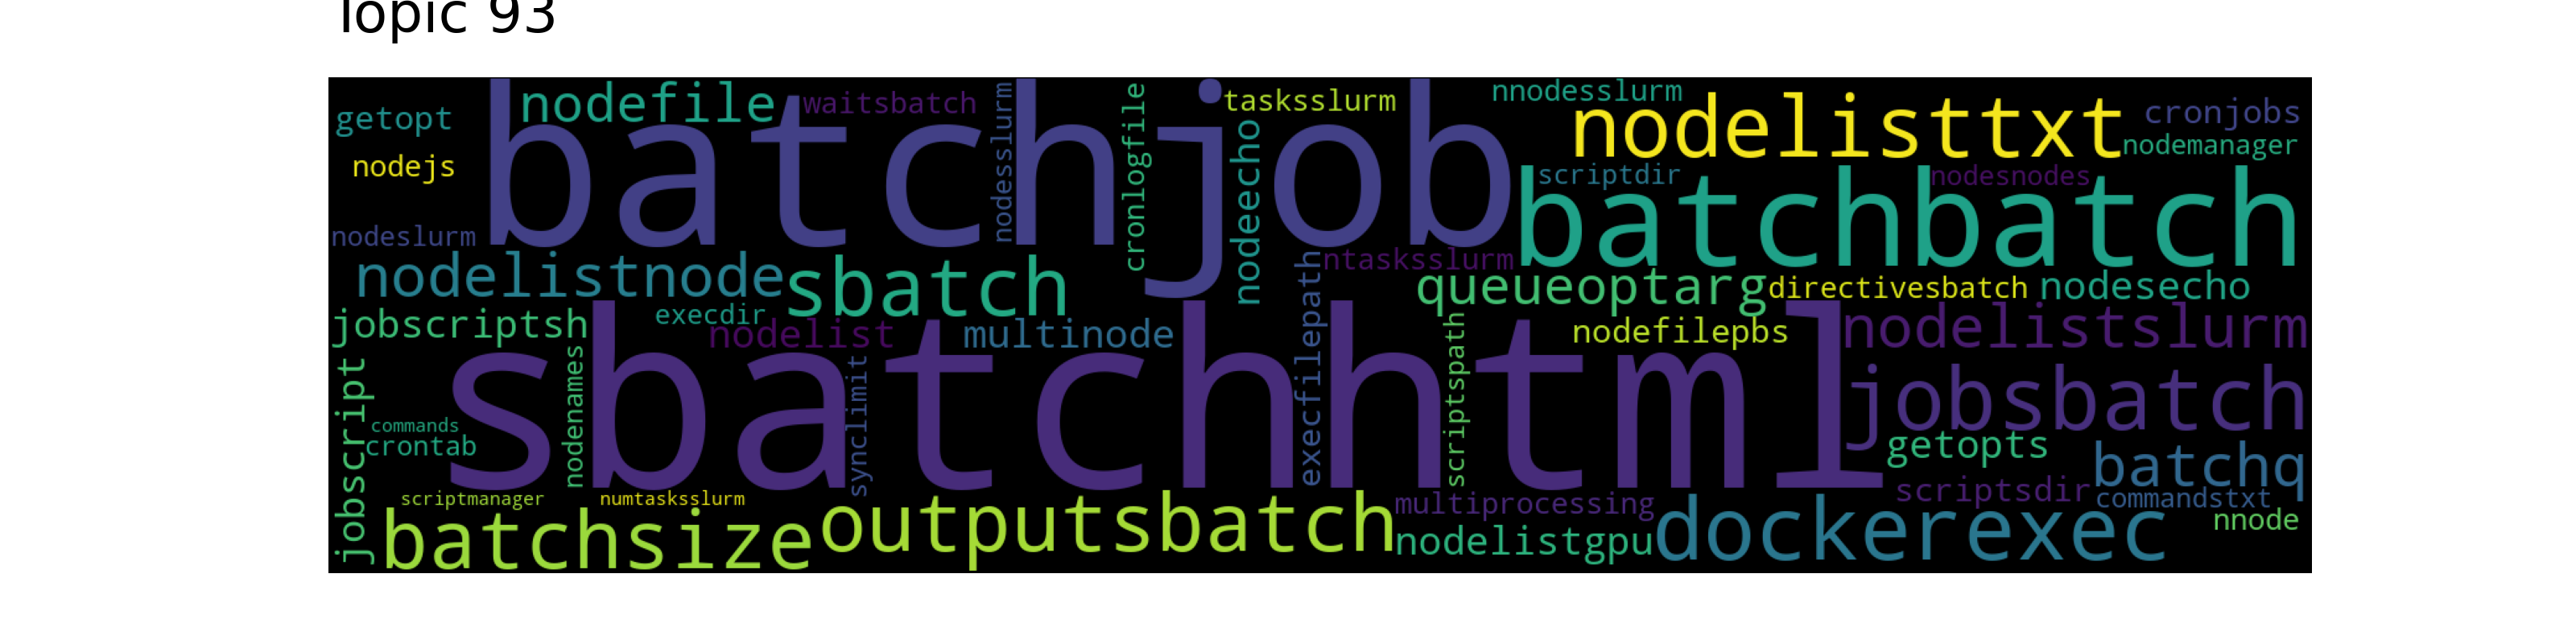 Topic 93
getopt
nodefile
waitsbatch
nodesslurm
cronlogfile
tasksslurm
nnodesslurm
nodelisttxt
cronjobs
nodejs
batchjob
nodeecho
nodemanager
scriptdir
nodesnodes
batchbatch
nodeslurm
nodelistnode
sbatch
ntasksslurm
queueoptarg
directivesbatch
nodesecho
jobscriptsh
execdir
nodelist
multinode
execfilepath
nodefilepbs
nodelistslurm
jobscript
nodenames
sbatchhtml
synclimit
scriptspath
jobsbatch
commands
crontab
getopts
batchq
scriptmanager
numtasksslurm
multiprocessing
scriptsdir
commandstxt
batchsize
outputsbatch
nodelistgpu
dockerexec
nnode